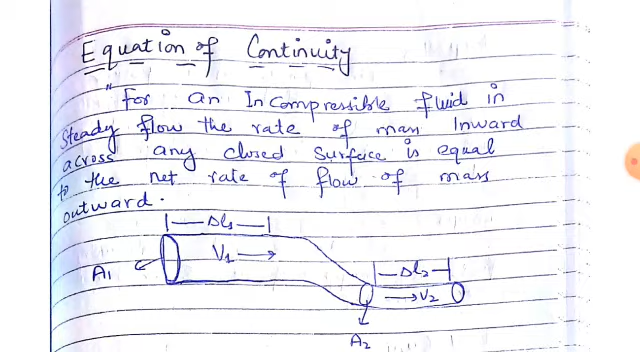 Equation of Continuity
"For an Incompressible fluid in
steady flow the rate of mass Inward
across any closed surface is equal
to the net rate of flow of mass
outward.
Δl1
V1
A1
Δl2
V2
A2